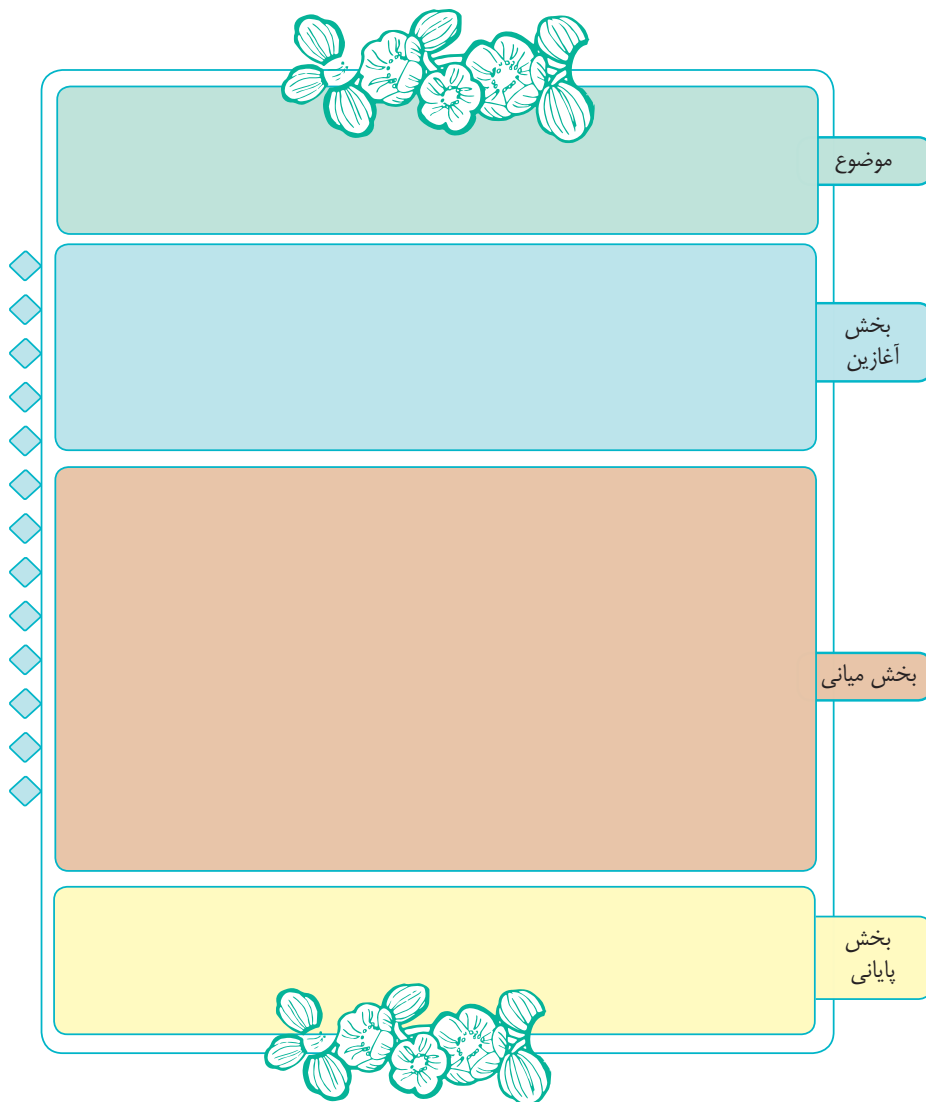 موضوع
بخش
آغازین
بخش میانی
بخش
پایانی